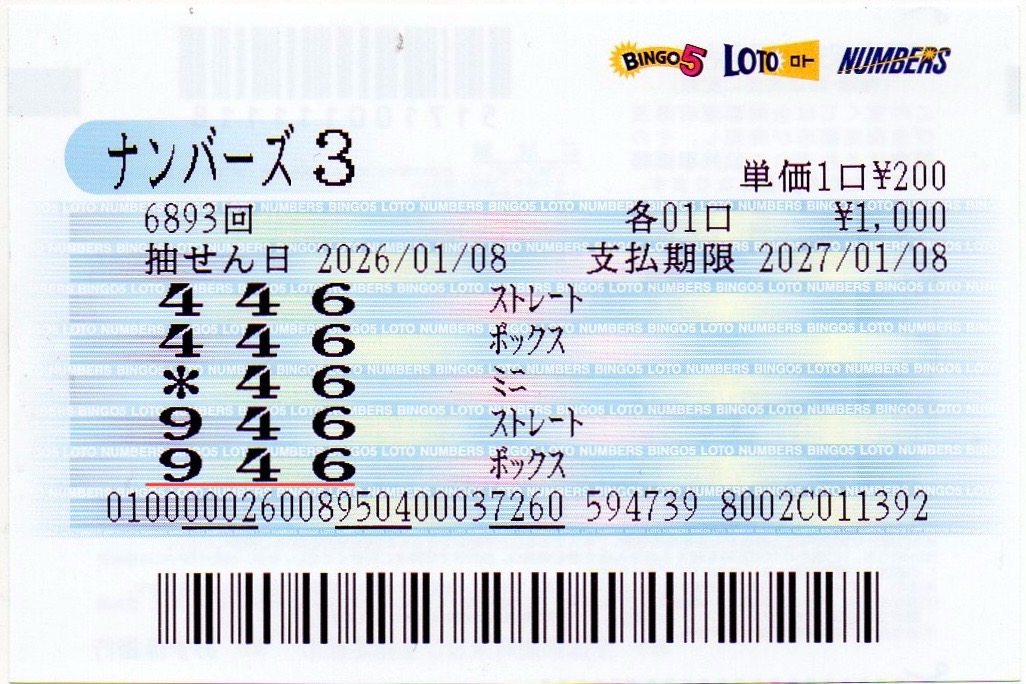 BINGO5 LOTO ロト NUMBERS
ナンバーズ3
単価1口¥200
6893回 各01口 ¥1,000
抽せん日 2026/01/08 支払期限 2027/01/08
4 4 6 ストレート
4 4 6 ボックス
* 4 6 ミニ
9 4 6 ストレート
9 4 6 ボックス
010000026008950400037260 594739 8002C011392